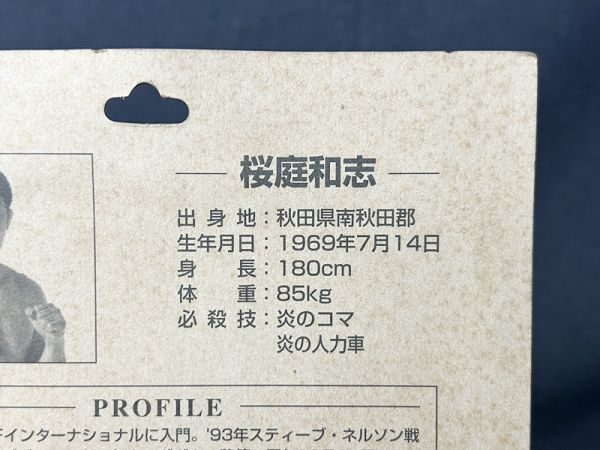 桜庭和志
出身地：秋田県南秋田郡
生年月日：1969年7月14日
身長：180cm
体重：85kg
必殺技：炎のコマ
炎の人力車
PROFILE
インターナショナルに入門。'93年スティーブ・ネルソン戦